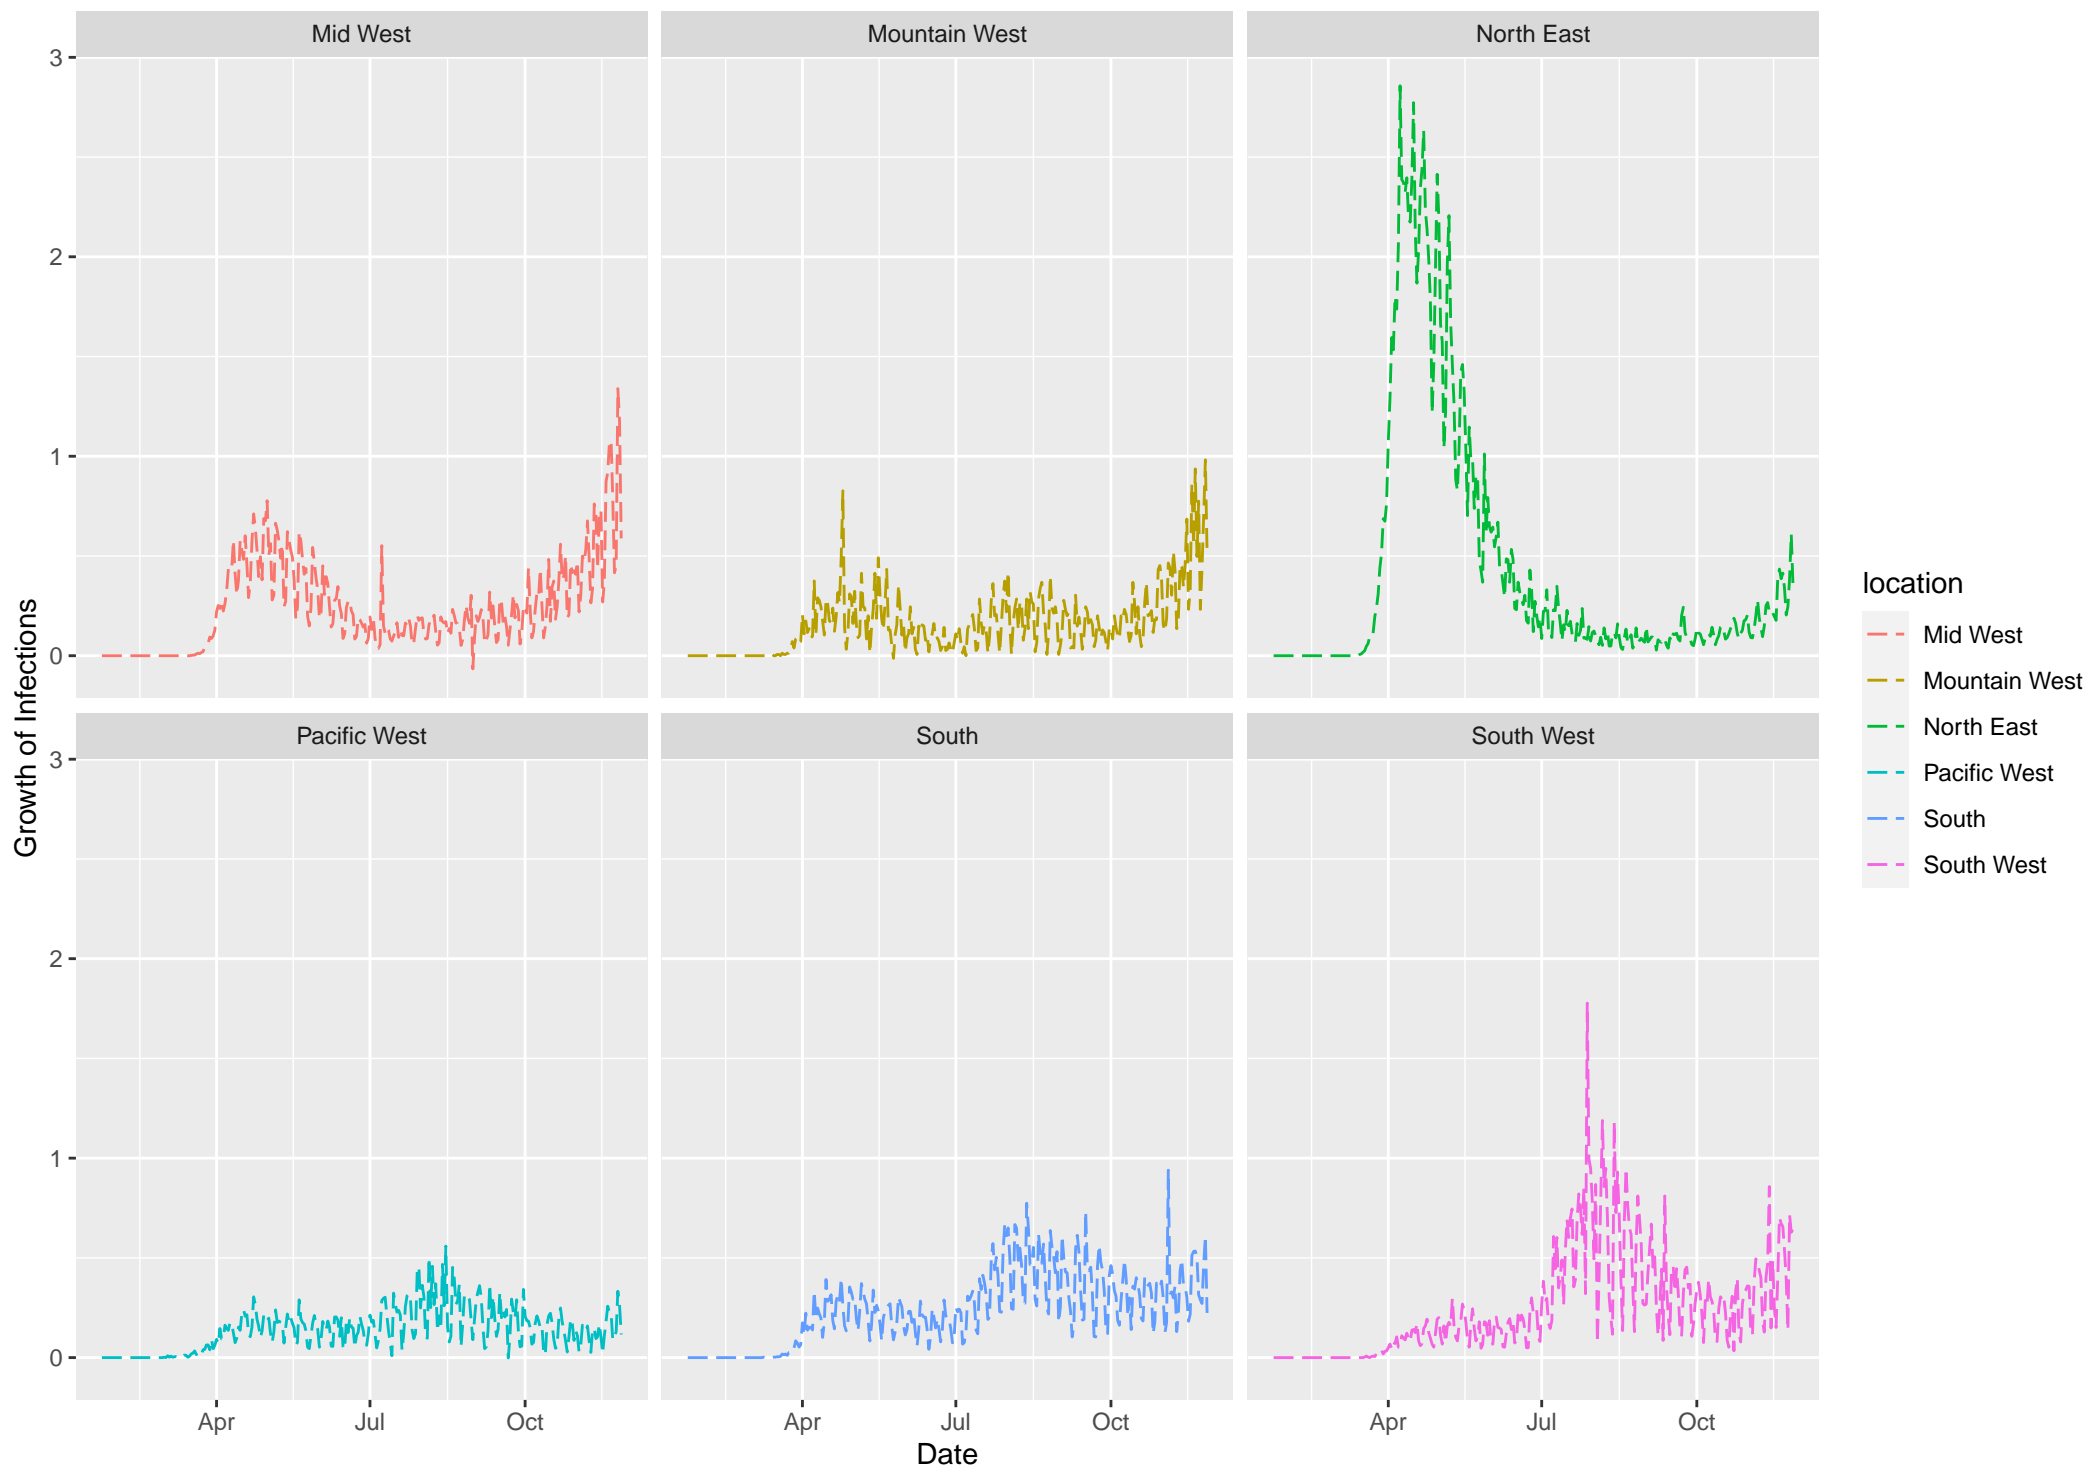 Mid West
Mountain West
North East
3
2
1
0
Pacific West
South
South West
3
2
1
0
Apr
Jul
Oct
Apr
Jul
Oct
Apr
Jul
Oct
Date
Growth of Infections
location
Mid West
Mountain West
North East
Pacific West
South
South West